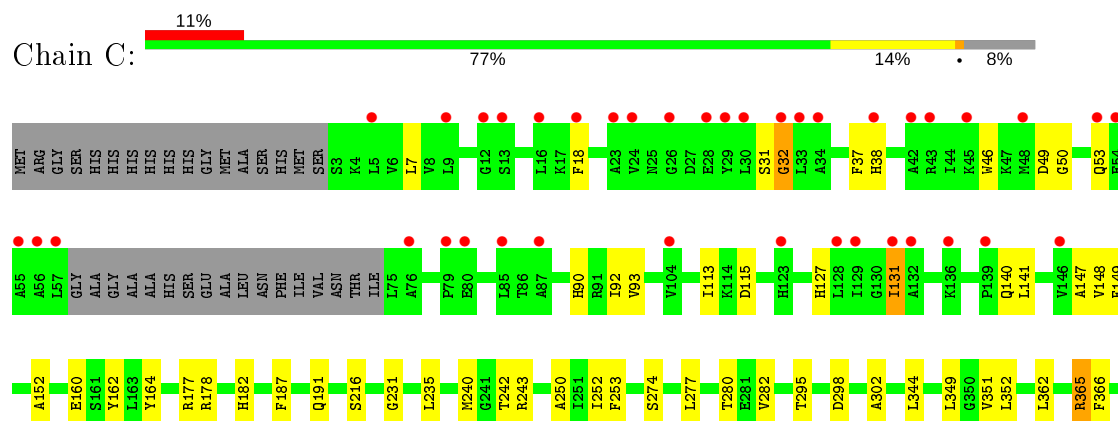 11%
Chain C:
77% 14% • 8%
MET ARG GLY SER HIS HIS HIS HIS HIS HIS GLY MET ALA SER HIS MET SER S3 K4 L5 V6 L7 V8 L9 G12 S13 L16 K17 F18 A23 V24 N25 G26 D27 E28 Y29 L30 S31 G32 L33 A34 F37 H38 A42 R43 I44 K45 W46 K47 M48 D49 G50 Q53 E54
A55 A56 L57 GLY ALA GLY ALA ALA HIS SER GLU ALA LEU ASN PHE ILE VAL ASN THR ILE L75 A76 P79 E80 L85 T86 A87 H90 R91 I92 V93 V104 I113 K114 D115 H123 H127 L128 I129 G130 I131 A132 K136 P139 Q140 L141 V146 A147 V148
A152 E160 S161 Y162 L163 Y164 R177 R178 H182 F187 Q191 S216 G231 L235 M240 G241 T242 R243 A250 I251 I252 F253 S274 L277 T280 E281 V282 T295 D298 A302 L344 L349 G350 V351 L352 L362 R365 F366